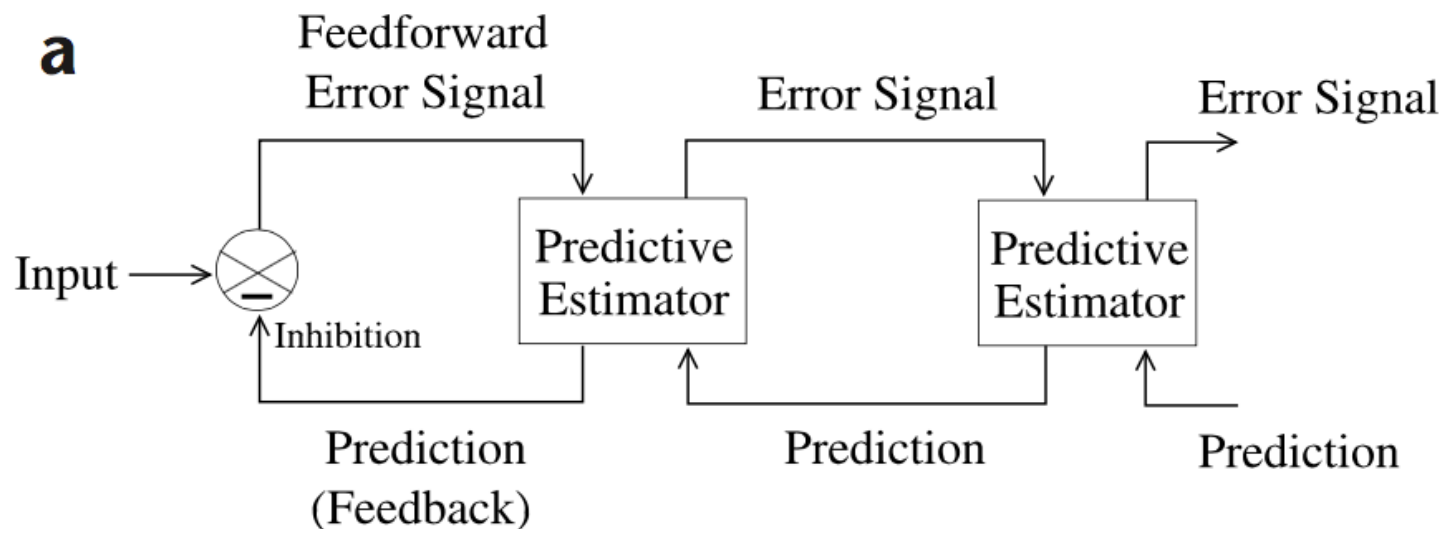 a
Feedforward
Error Signal
Error Signal
Error Signal
Input
Predictive
Estimator
Predictive
Estimator
Inhibition
Prediction
(Feedback)
Prediction
Prediction